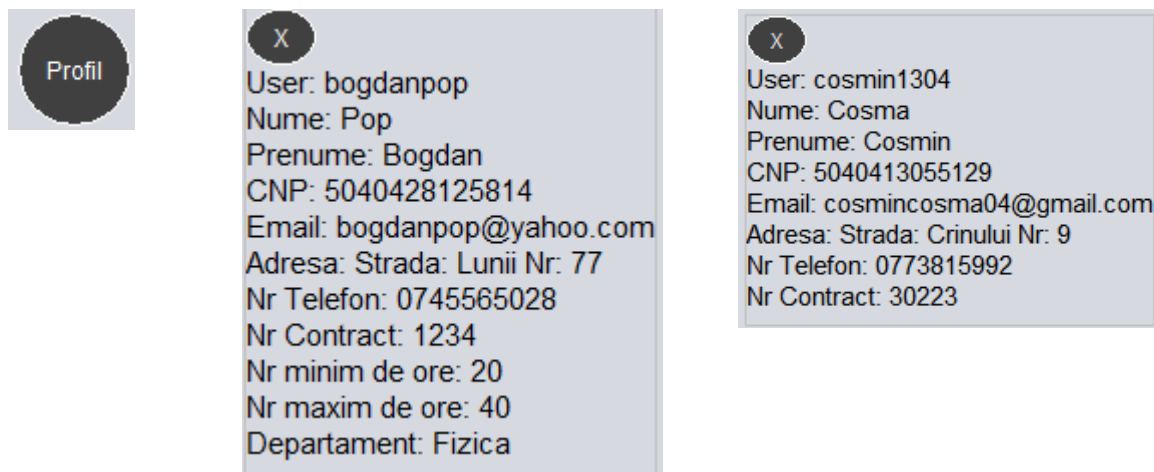 Profil
X
User: bogdanpop
Nume: Pop
Prenume: Bogdan
CNP: 5040428125814
Email: bogdanpop@yahoo.com
Adresa: Strada: Lunii Nr: 77
Nr Telefon: 0745565028
Nr Contract: 1234
Nr minim de ore: 20
Nr maxim de ore: 40
Departament: Fizica
X
User: cosmin1304
Nume: Cosma
Prenume: Cosmin
CNP: 5040413055129
Email: cosmincosma04@gmail.com
Adresa: Strada: Crinului Nr: 9
Nr Telefon: 0773815992
Nr Contract: 30223